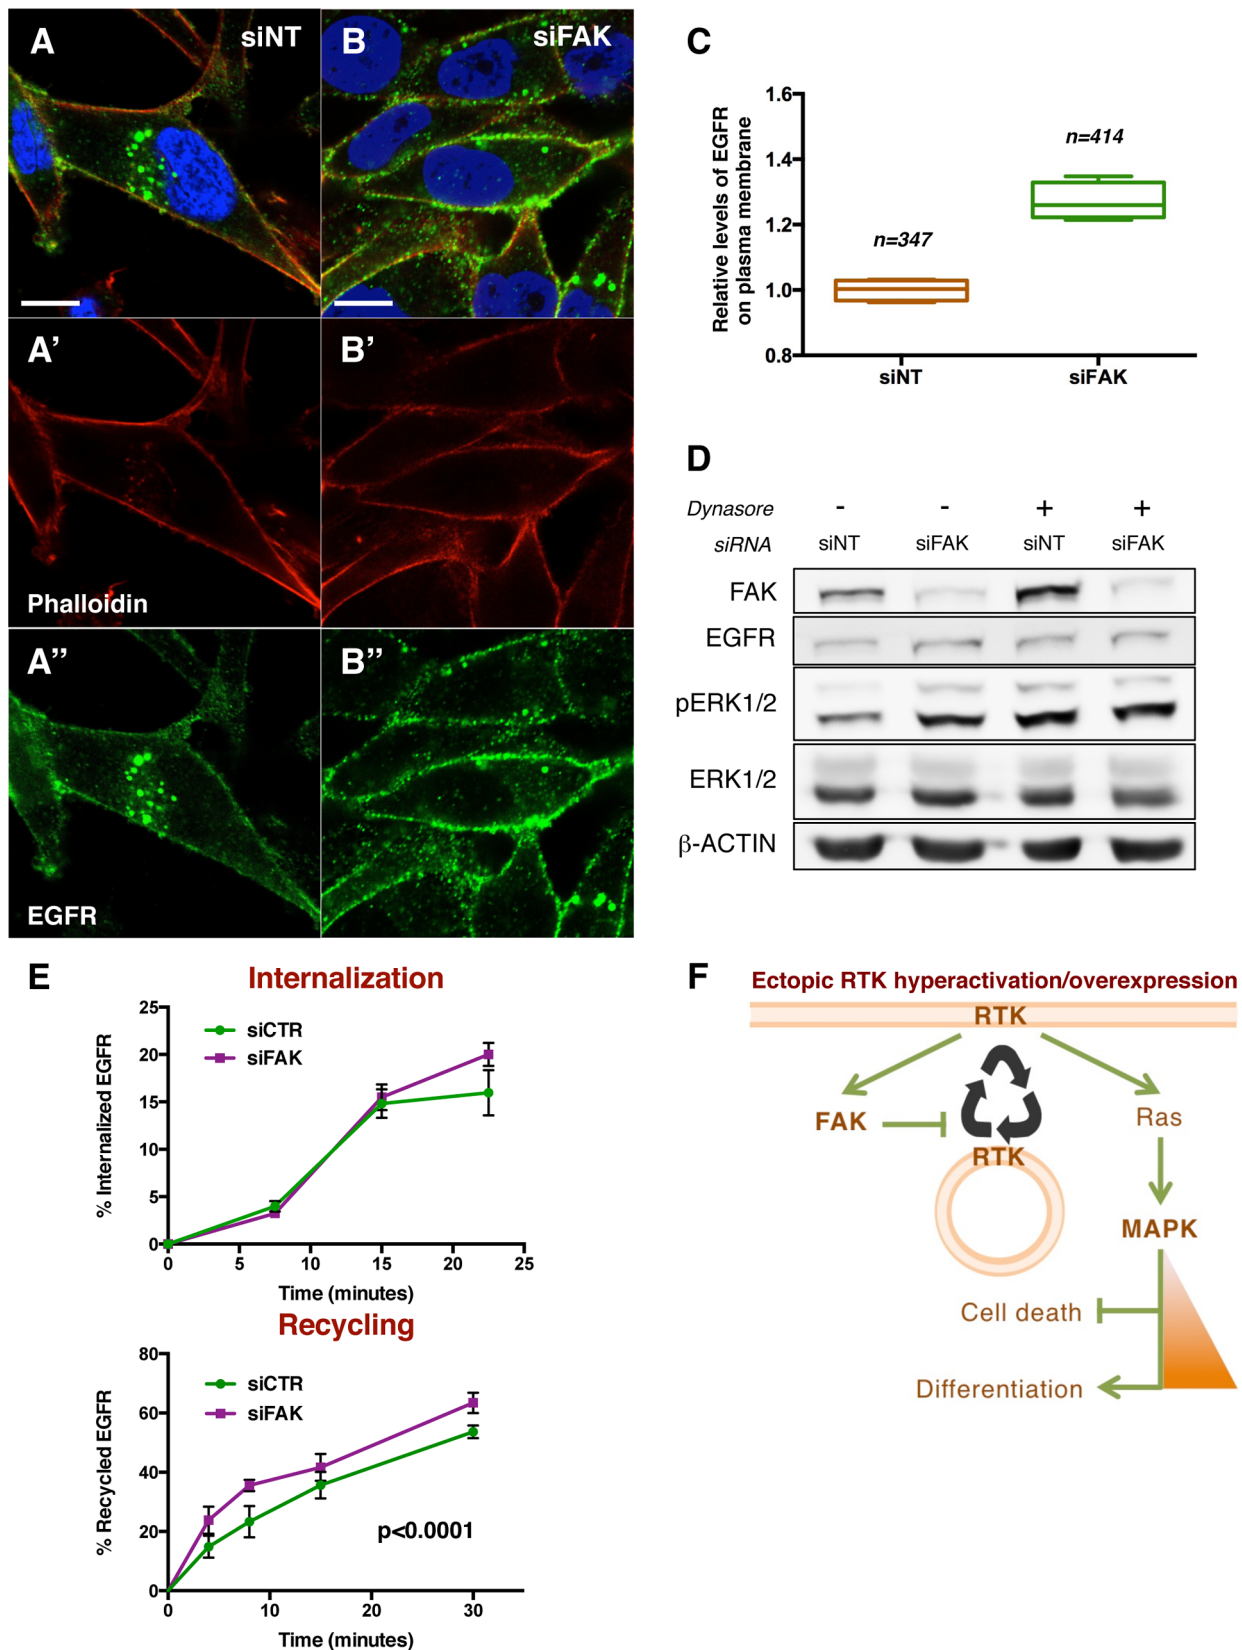 A
siNT
B
siFAK
A’
Phalloidin
B’
A’’
EGFR
B’’
C
Relative levels of EGFR
on plasma membrane
1.6
1.4
1.2
1.0
0.8
n=347
n=414
siNT
siFAK
D
Dynasore - - + +
siRNA siNT siFAK siNT siFAK
FAK
EGFR
pERK1/2
ERK1/2
β-ACTIN
E
Internalization
% Internalized EGFR
25
20
15
10
5
0
siCTR
siFAK
0 5 10 15 20 25
Time (minutes)
Recycling
% Recycled EGFR
80
60
40
20
0
siCTR
siFAK
p<0.0001
0 10 20 30
Time (minutes)
F
Ectopic RTK hyperactivation/overexpression
RTK
FAK
Ras
RTK
MAPK
Cell death
Differentiation